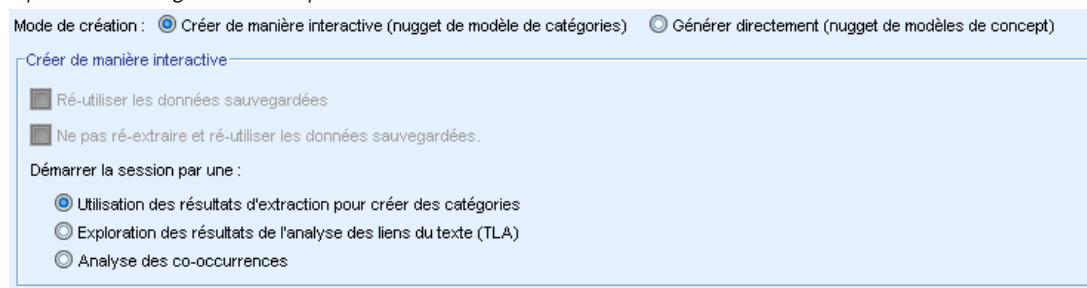 Mode de création : Créer de manière interactive (nugget de modèle de catégories) Générer directement (nugget de modèles de concept)
Créer de manière interactive
Ré-utiliser les données sauvegardées
Ne pas ré-extraire et ré-utiliser les données sauvegardées.
Démarrer la session par une :
Utilisation des résultats d'extraction pour créer des catégories
Exploration des résultats de l'analyse des liens du texte (TLA)
Analyse des co-occurrences